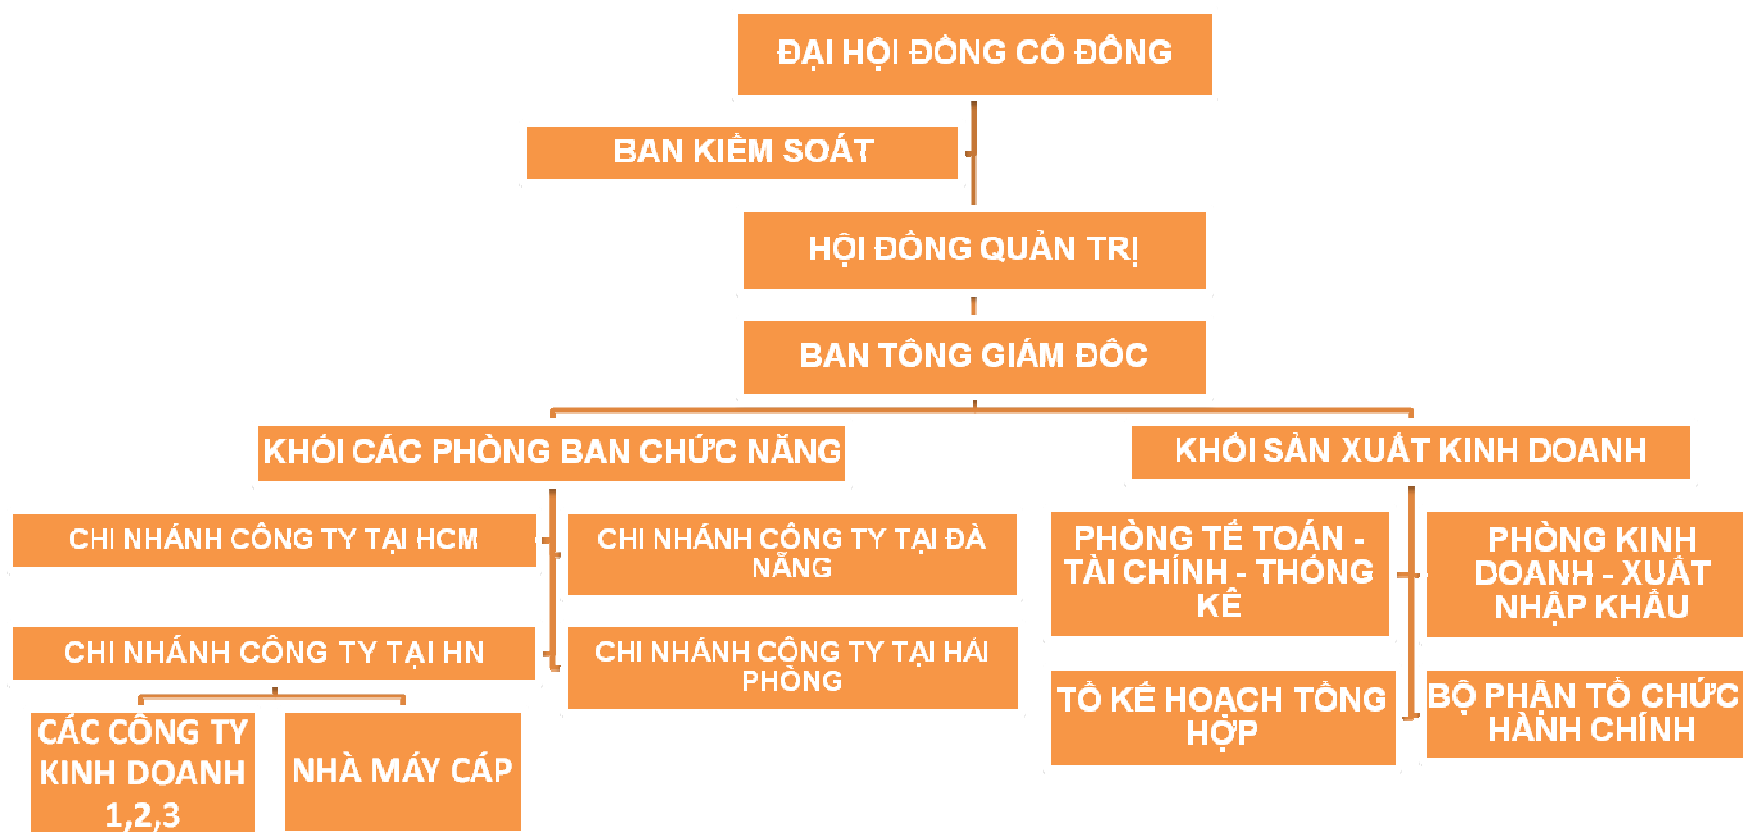 ĐẠI HỘI ĐỒNG CỔ ĐÔNG
BAN KIỂM SOÁT
HỘI ĐỒNG QUẢN TRỊ
BAN TỔNG GIÁM ĐỐC
KHỐI CÁC PHÒNG BAN CHỨC NĂNG
KHỐI SẢN XUẤT KINH DOANH
CHI NHÁNH CÔNG TY TẠI HCM
CHI NHÁNH CÔNG TY TẠI ĐÀ
NẴNG
CHI NHÁNH CÔNG TY TẠI HN
CHI NHÁNH CÔNG TY TẠI HẢI
PHÒNG
CÁC CÔNG TY
KINH DOANH
1,2,3
NHÀ MÁY CÁP
PHÒNG TẾ TOÁN -
TÀI CHÍNH - THỐNG
KÊ
PHÒNG KINH
DOANH - XUẤT
NHẬP KHẨU
TỔ KẾ HOẠCH TỔNG
HỢP
BỘ PHẬN TỔ CHỨC
HÀNH CHÍNH